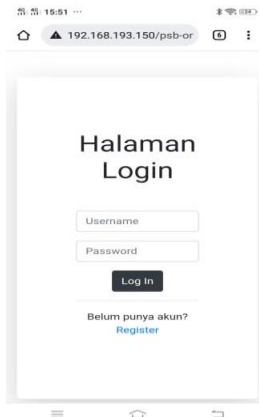 15:51
192.168.193.150/psb-or
6
Halaman
Login
Username
Password
Log In
Belum punya akun?
Register